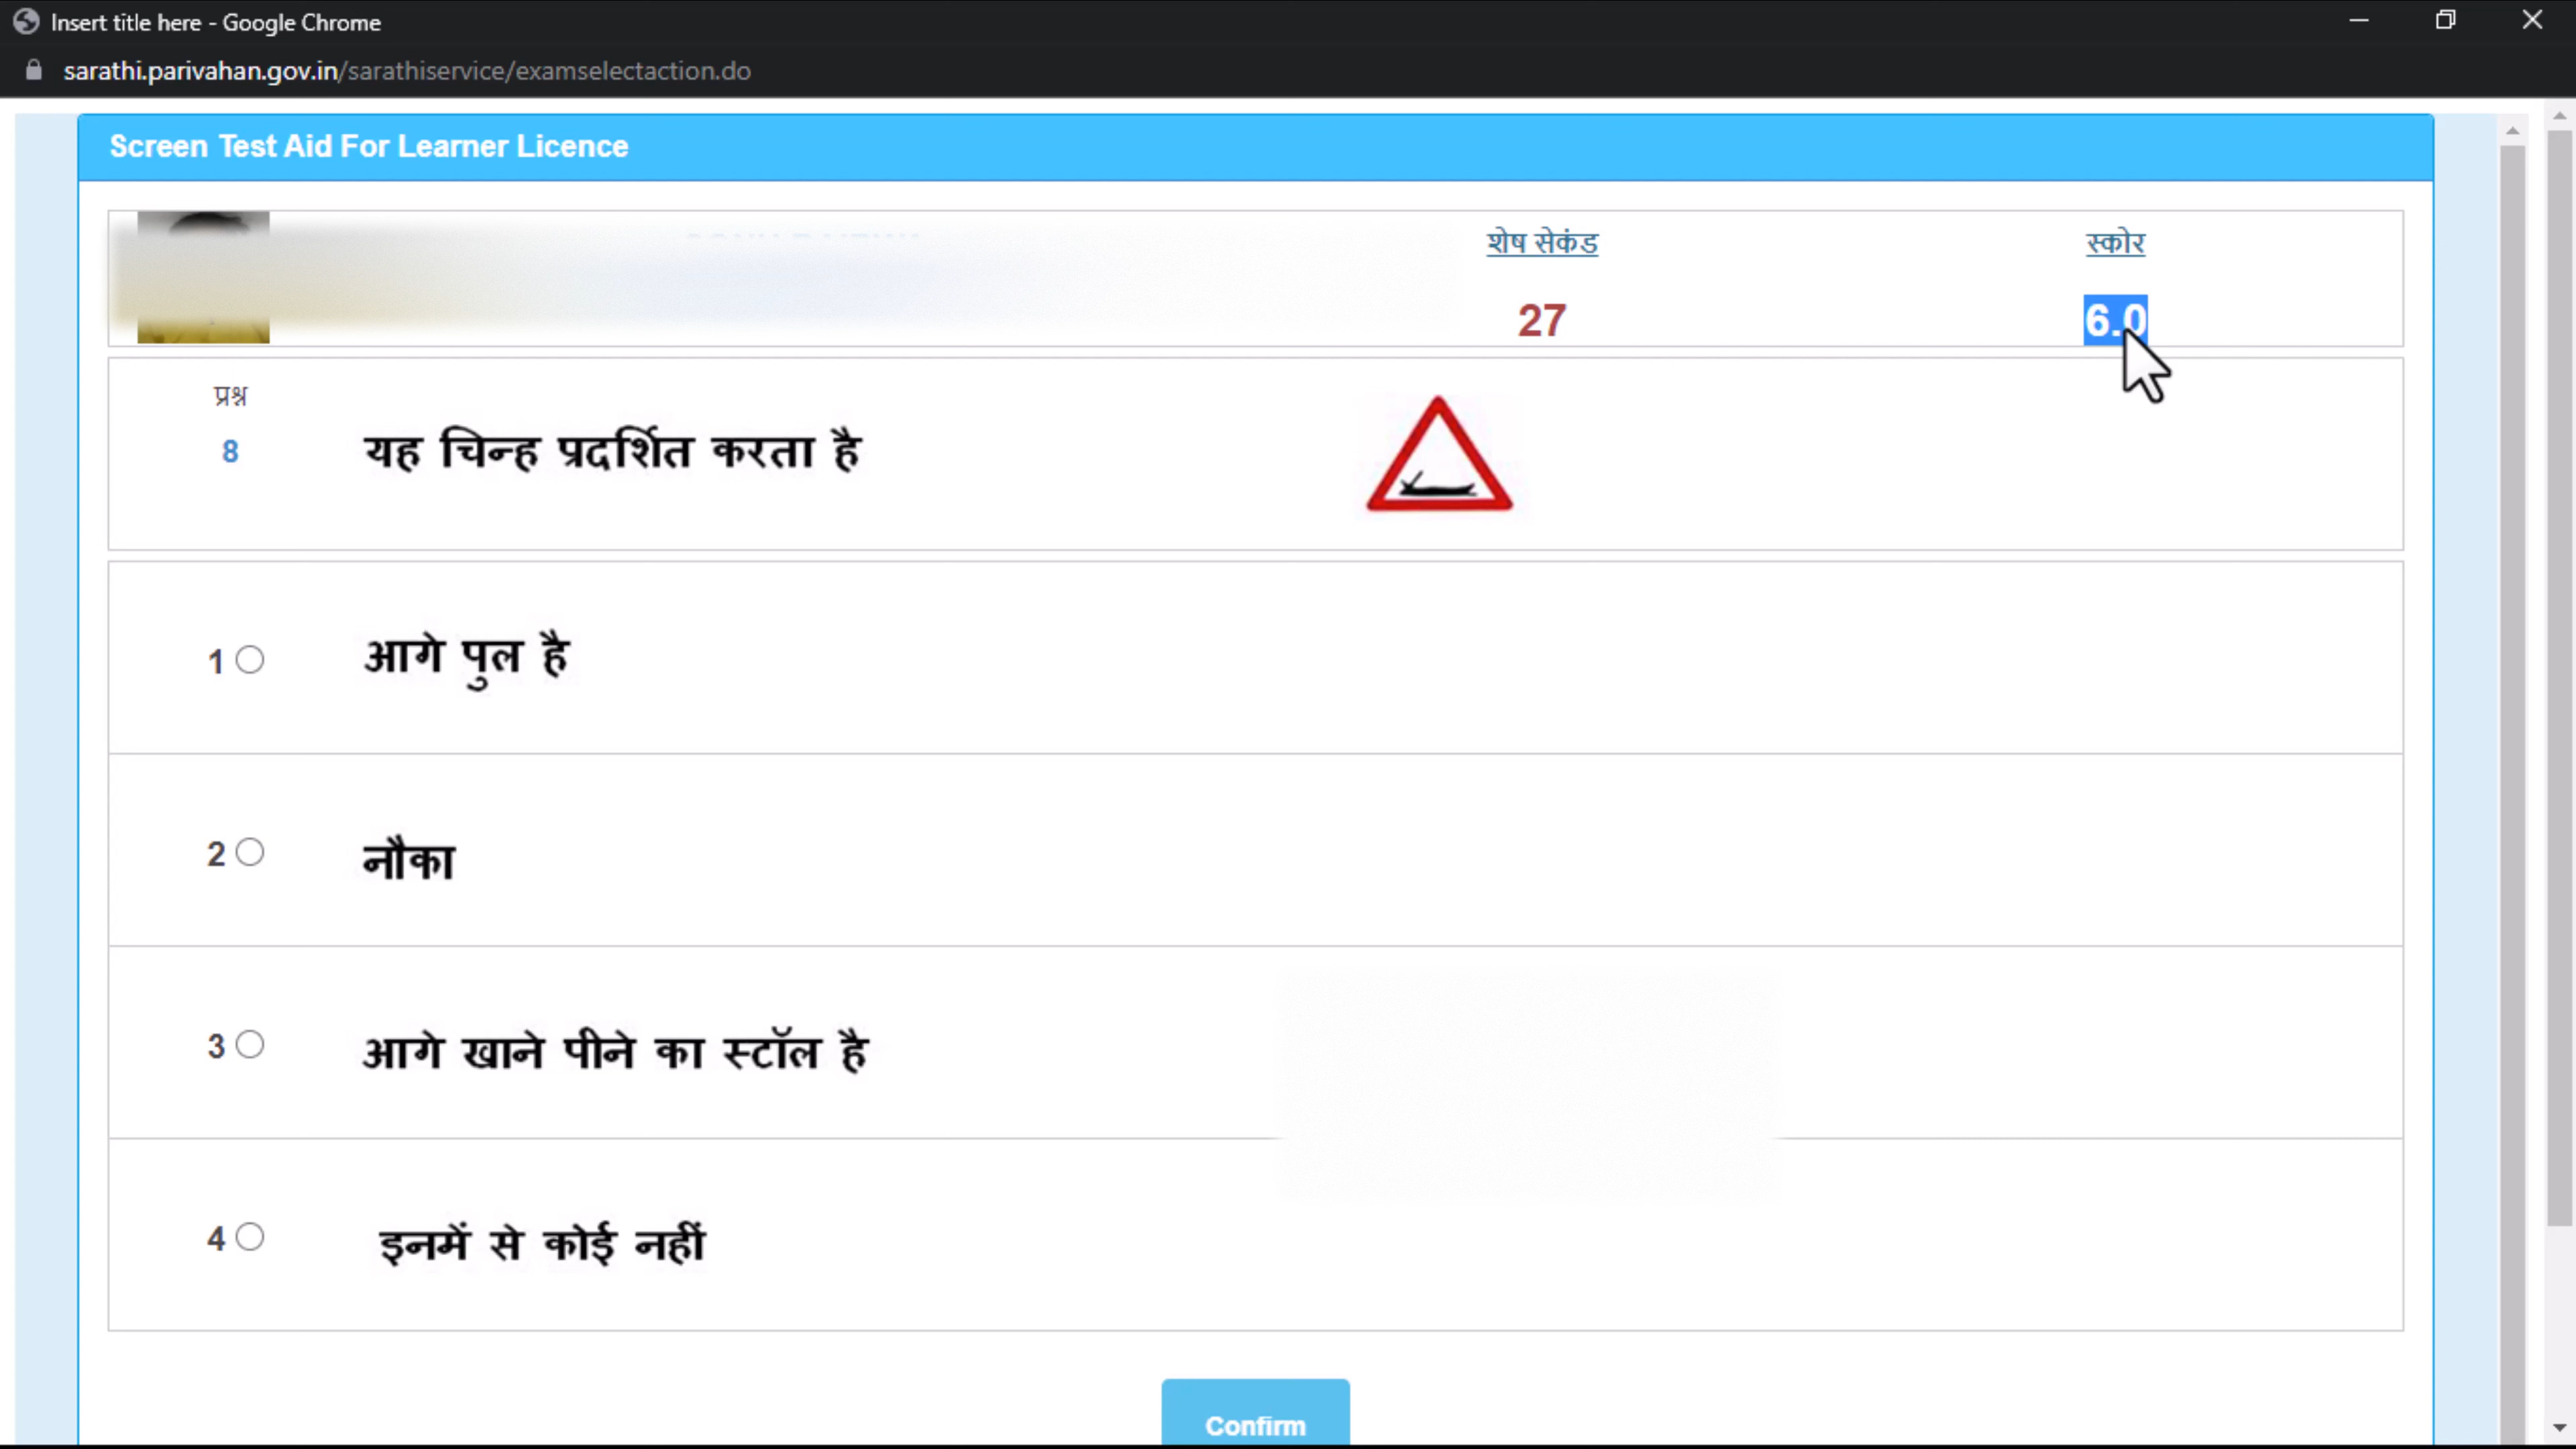 Insert title here - Google Chrome
sarathi.parivahan.gov.in/sarathiservice/examselectaction.do
Screen Test Aid For Learner Licence
शेष सेकंड
स्कोर
27
6.0
प्रश्न
8
यह चिन्ह प्रदर्शित करता है
1 आगे पुल है
2 नौका
3 आगे खाने पीने का स्टॉल है
4 इनमें से कोई नहीं
Confirm